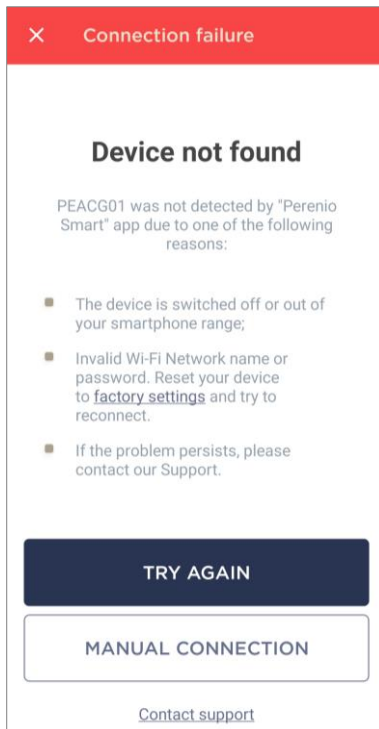 Connection failure
Device not found
PEACG01 was not detected by "Perenio
Smart" app due to one of the following
reasons:
The device is switched off or out of
your smartphone range;
Invalid Wi-Fi Network name or
password. Reset your device
to factory settings and try to
reconnect.
If the problem persists, please
contact our Support.
TRY AGAIN
MANUAL CONNECTION
Contact support